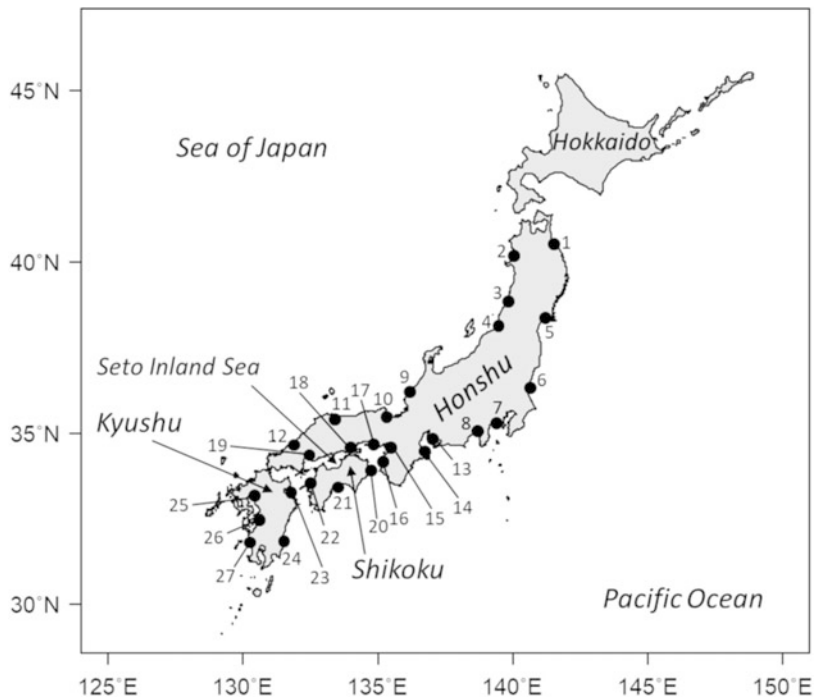 45°N
Sea of Japan
Hokkaido
40°N
1
2
3
4
5
Seto Inland Sea
Honshu
9
6
18
17
Kyushu
11
10
8
7
35°N
12
19
13
25
22
21
20
16
15
14
26
24
23
27
Shikoku
30°N
Pacific Ocean
125°E
130°E
135°E
140°E
145°E
150°E